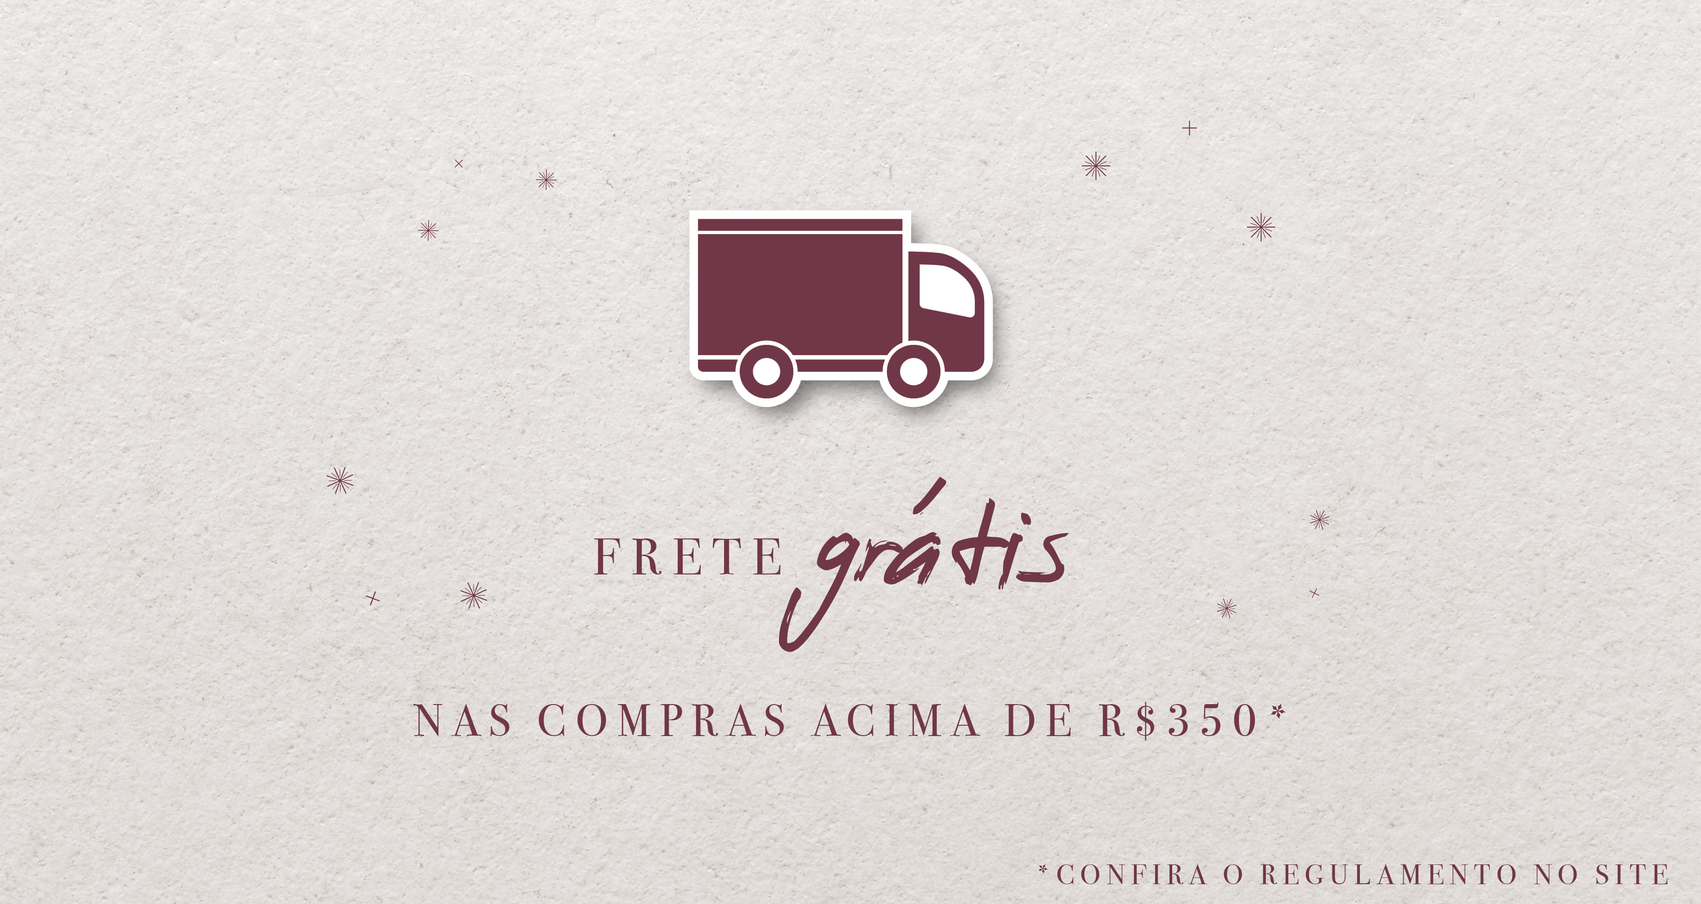 FRETE grátis
NAS COMPRAS ACIMA DE R$350*
*CONFIRA O REGULAMENTO NO SITE